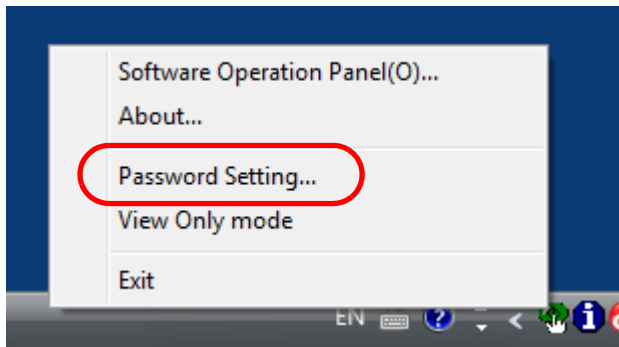 Software Operation Panel(O)...
About...
Password Setting...
View Only mode
Exit
EN